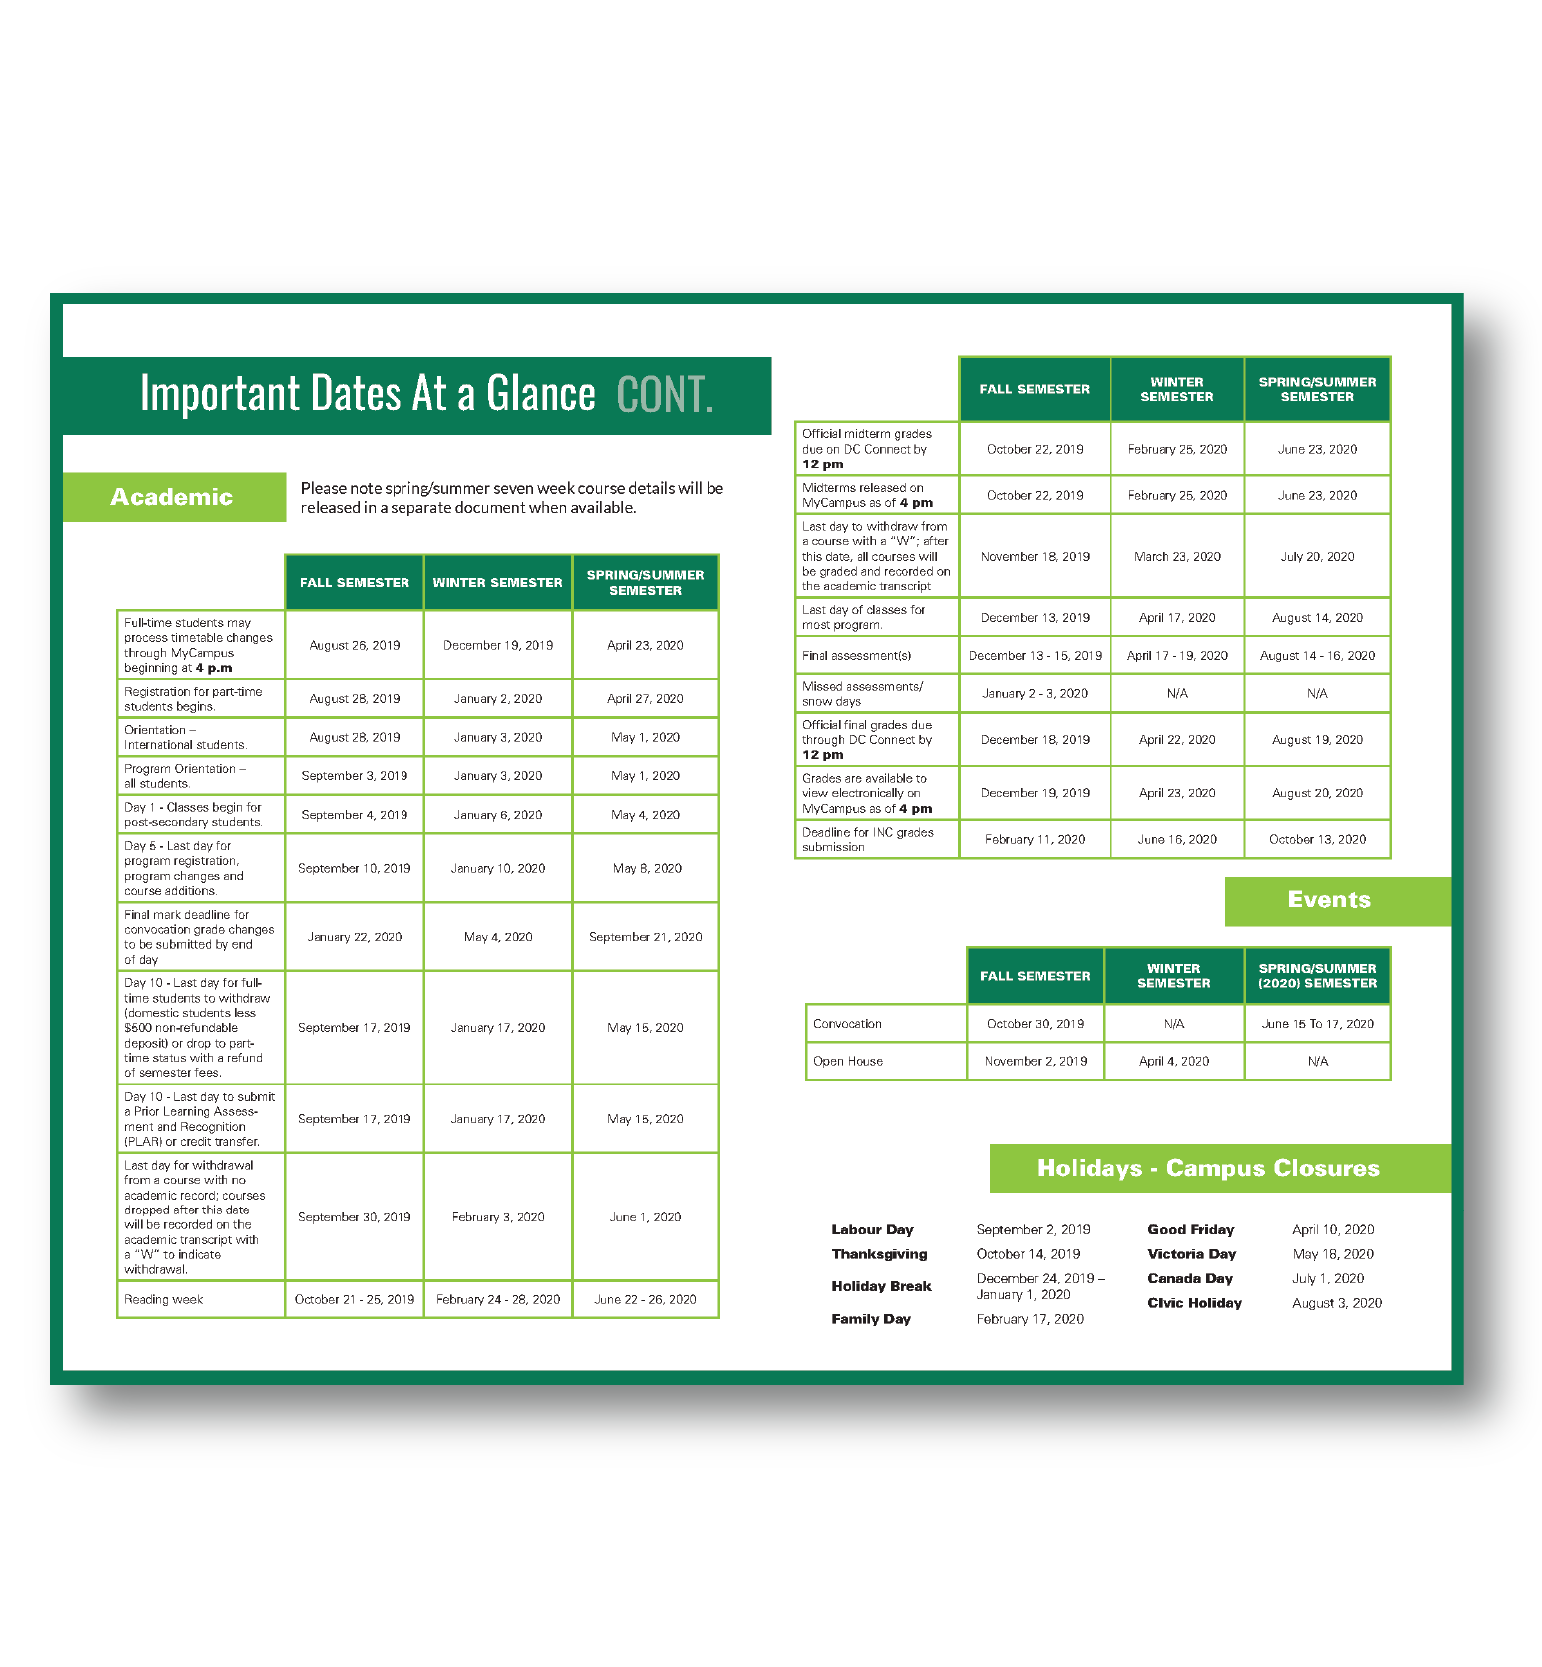 Important Dates At a Glance CONT.
Academic
Please note spring/summer seven week course details will be
released in a separate document when available.
FALL SEMESTER
WINTER SEMESTER
SPRING/SUMMER
SEMESTER
Full-time students may
process timetable changes
through MyCampus
beginning at 4 p.m
August 26, 2019
December 19, 2019
April 23, 2020
Registration for part-time
students begins.
August 28, 2019
January 2, 2020
April 27, 2020
Orientation –
International students.
August 28, 2019
January 3, 2020
May 1, 2020
Program Orientation –
all students.
September 3, 2019
January 3, 2020
May 1, 2020
Day 1 - Classes begin for
post-secondary students.
September 4, 2019
January 6, 2020
May 4, 2020
Day 5 - Last day for
program registration,
program changes and
course additions.
September 10, 2019
January 10, 2020
May 8, 2020
Final mark deadline for
convocation grade changes
to be submitted by end
of day
January 22, 2020
May 4, 2020
September 21, 2020
Day 10 - Last day for full-
time students to withdraw
(domestic students less
$500 non-refundable
deposit) or drop to part-
time status with a refund
of semester fees.
September 17, 2019
January 17, 2020
May 15, 2020
Day 10 - Last day to submit
a Prior Learning Assess-
ment and Recognition
(PLAR) or credit transfer.
September 17, 2019
January 17, 2020
May 15, 2020
Last day for withdrawal
from a course with no
academic record; courses
dropped after this date
will be recorded on the
academic transcript with
a “W” to indicate
withdrawal.
September 30, 2019
February 3, 2020
June 1, 2020
Reading week
October 21 - 25, 2019
February 24 - 28, 2020
June 22 - 26, 2020
FALL SEMESTER
WINTER
SEMESTER
SPRING/SUMMER
SEMESTER
Official midterm grades
due on DC Connect by
12 pm
October 22, 2019
February 25, 2020
June 23, 2020
Midterms released on
MyCampus as of 4 pm
October 22, 2019
February 25, 2020
June 23, 2020
Last day to withdraw from
a course with a “W”; after
this date, all courses will
be graded and recorded on
the academic transcript
November 18, 2019
March 23, 2020
July 20, 2020
Last day of classes for
most program.
December 13, 2019
April 17, 2020
August 14, 2020
Final assessment(s)
December 13 - 15, 2019
April 17 - 19, 2020
August 14 - 16, 2020
Missed assessments/
snow days
January 2 - 3, 2020
N/A
N/A
Official final grades due
through DC Connect by
12 pm
December 18, 2019
April 22, 2020
August 19, 2020
Grades are available to
view electronically on
MyCampus as of 4 pm
December 19, 2019
April 23, 2020
August 20, 2020
Deadline for INC grades
submission
February 11, 2020
June 16, 2020
October 13, 2020
Events
FALL SEMESTER
WINTER
SEMESTER
SPRING/SUMMER
(2020) SEMESTER
Convocation
October 30, 2019
N/A
June 15 To 17, 2020
Open House
November 2, 2019
April 4, 2020
N/A
Holidays - Campus Closures
Labour Day
September 2, 2019
Thanksgiving
October 14, 2019
Holiday Break
December 24, 2019 –
January 1, 2020
Family Day
February 17, 2020
Good Friday
April 10, 2020
Victoria Day
May 18, 2020
Canada Day
July 1, 2020
CIvic Holiday
August 3, 2020